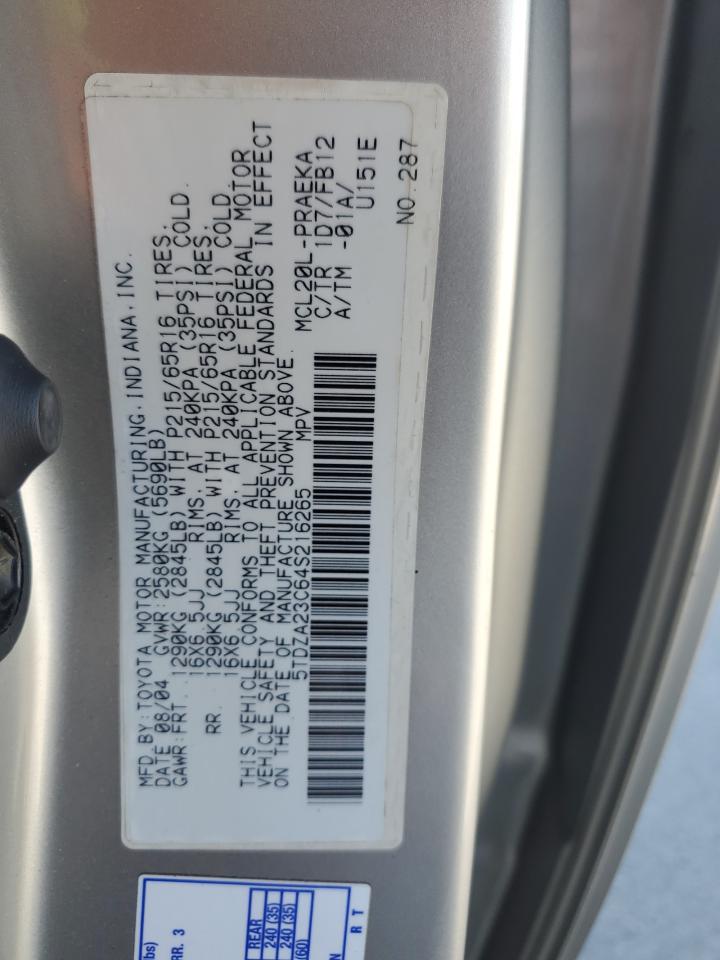 MFD.BY:TOYOTA MOTOR MANUFACTURING,INDIANA,INC.
DATE 08/04 GVWR:2580KG (5690LB)
GAWR:FRT. 1290KG (2845LB) WITH P215/65R16 TIRES,
16X6.5JJ RIMS, AT 240KPA (35PSI) COLD.
RR. 1290KG (2845LB) WITH P215/65R16 TIRES,
16X6.5JJ RIMS, AT 240KPA (35PSI) COLD.
THIS VEHICLE CONFORMS TO ALL APPLICABLE FEDERAL MOTOR
VEHICLE SAFETY AND THEFT PREVENTION STANDARDS IN EFFECT
ON THE DATE OF MANUFACTURE SHOWN ABOVE.
5TDZA23C64S216265 MPV
MCL20L-PRAEKA
C/TR 1D7/FB12
A/TM -01A/
U151E
NO.287
bs)
RR. 3
REAR
240 (35)
240 (35)
(60)
N
R T